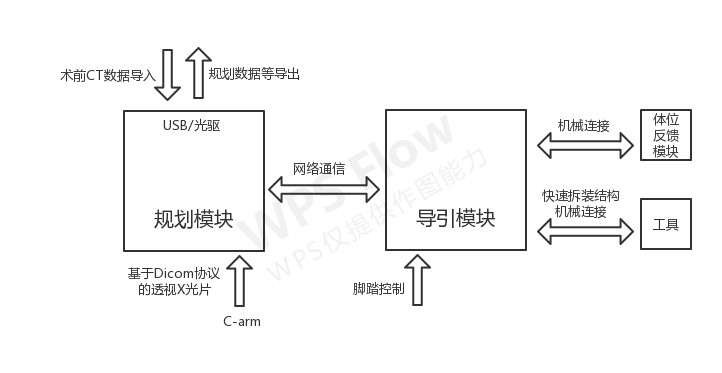 术前CT数据导入
规划数据等导出
USB/光驱
规划模块
网络通信
导引模块
机械连接
体位
反馈
模块
快速拆装结构
机械连接
工具
基于Dicom协议
的透视X光片
C-arm
脚踏控制
WPS Flow
WPS仅提供作图能力